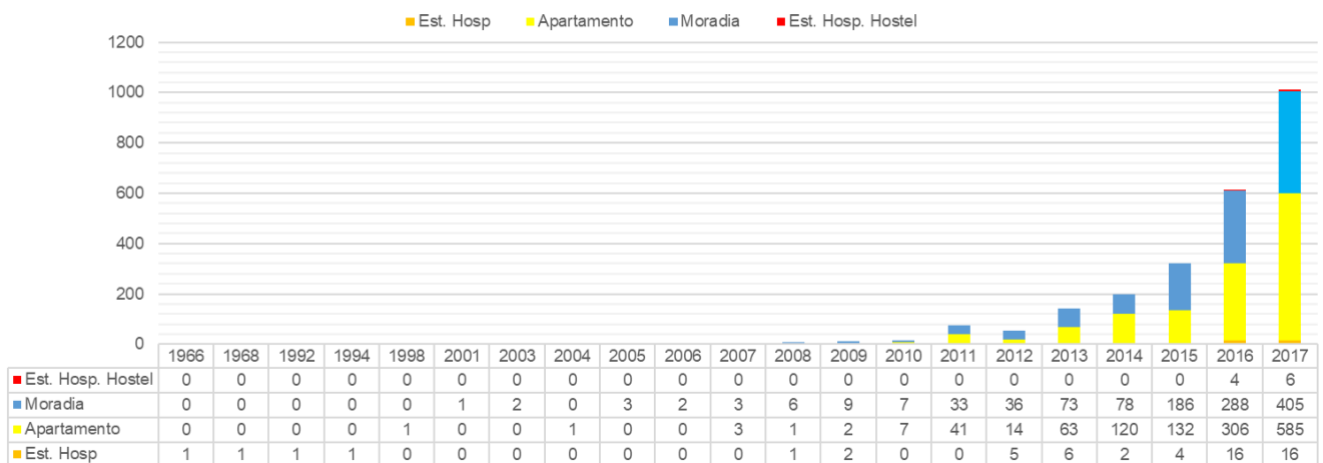 Est. Hosp Apartamento Moradia Est. Hosp. Hostel
1200
1000
800
600
400
200
0
1966 1968 1992 1994 1998 2001 2003 2004 2005 2006 2007 2008 2009 2010 2011 2012 2013 2014 2015 2016 2017
Est. Hosp. Hostel 0 0 0 0 0 0 0 0 0 0 0 0 0 0 0 0 0 0 0 4 6
Moradia 0 0 0 0 0 1 2 0 3 2 3 6 9 7 33 36 73 78 186 288 405
Apartamento 0 0 0 0 1 0 0 1 0 0 3 1 2 7 41 14 63 120 132 306 585
Est. Hosp 1 1 1 1 0 0 0 0 0 0 0 1 2 0 0 5 6 2 4 16 16